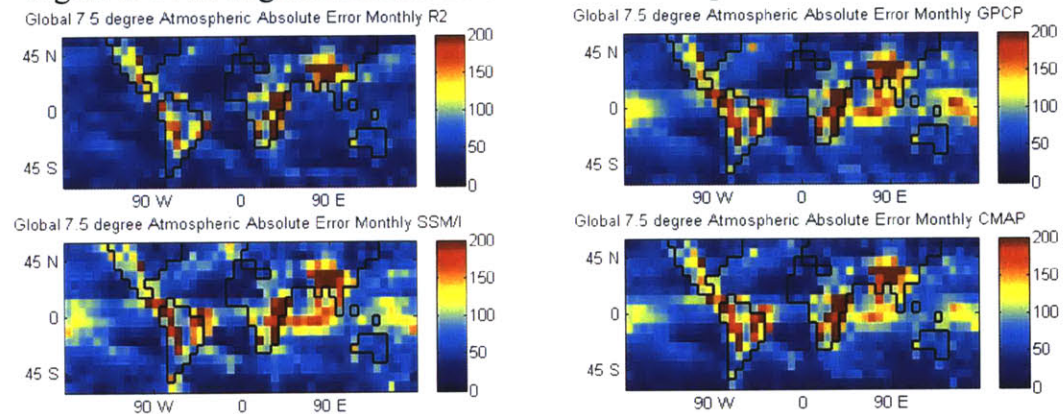 Global 7.5 degree Atmospheric Absolute Error Monthly R2
45 N
0
45 S
90 W 0 90 E
200
150
100
50
0
Global 7.5 degree Atmospheric Absolute Error Monthly GPCP
45 N
0
45 S
90 W 0 90 E
200
150
100
50
0
Global 7.5 degree Atmospheric Absolute Error Monthly SSM/I
45 N
0
45 S
90 W 0 90 E
200
150
100
50
0
Global 7.5 degree Atmospheric Absolute Error Monthly CMAP
45 N
0
45 S
90 W 0 90 E
200
150
100
50
0